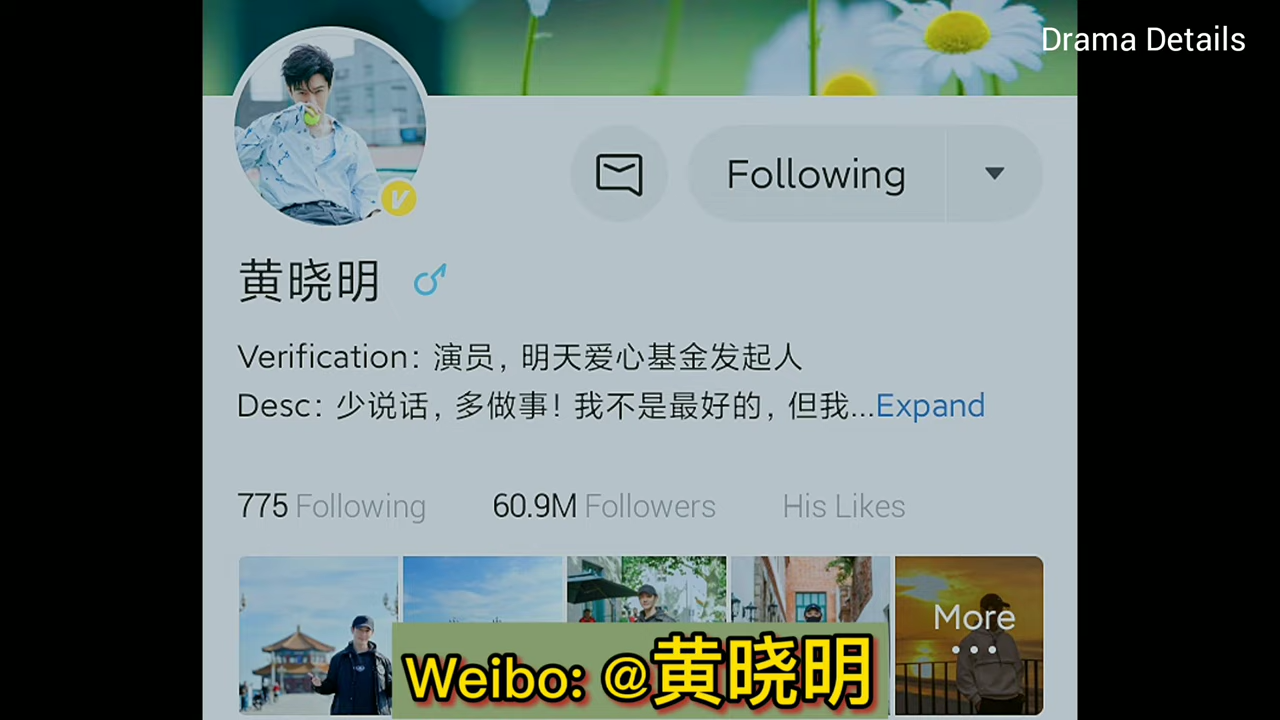 Drama Details
V
Following
黄晓明
Verification: 演员，明天爱心基金发起人
Desc: 少说话，多做事！我不是最好的，但我...Expand
775 Following 60.9M Followers His Likes
More
Weibo: @黄晓明